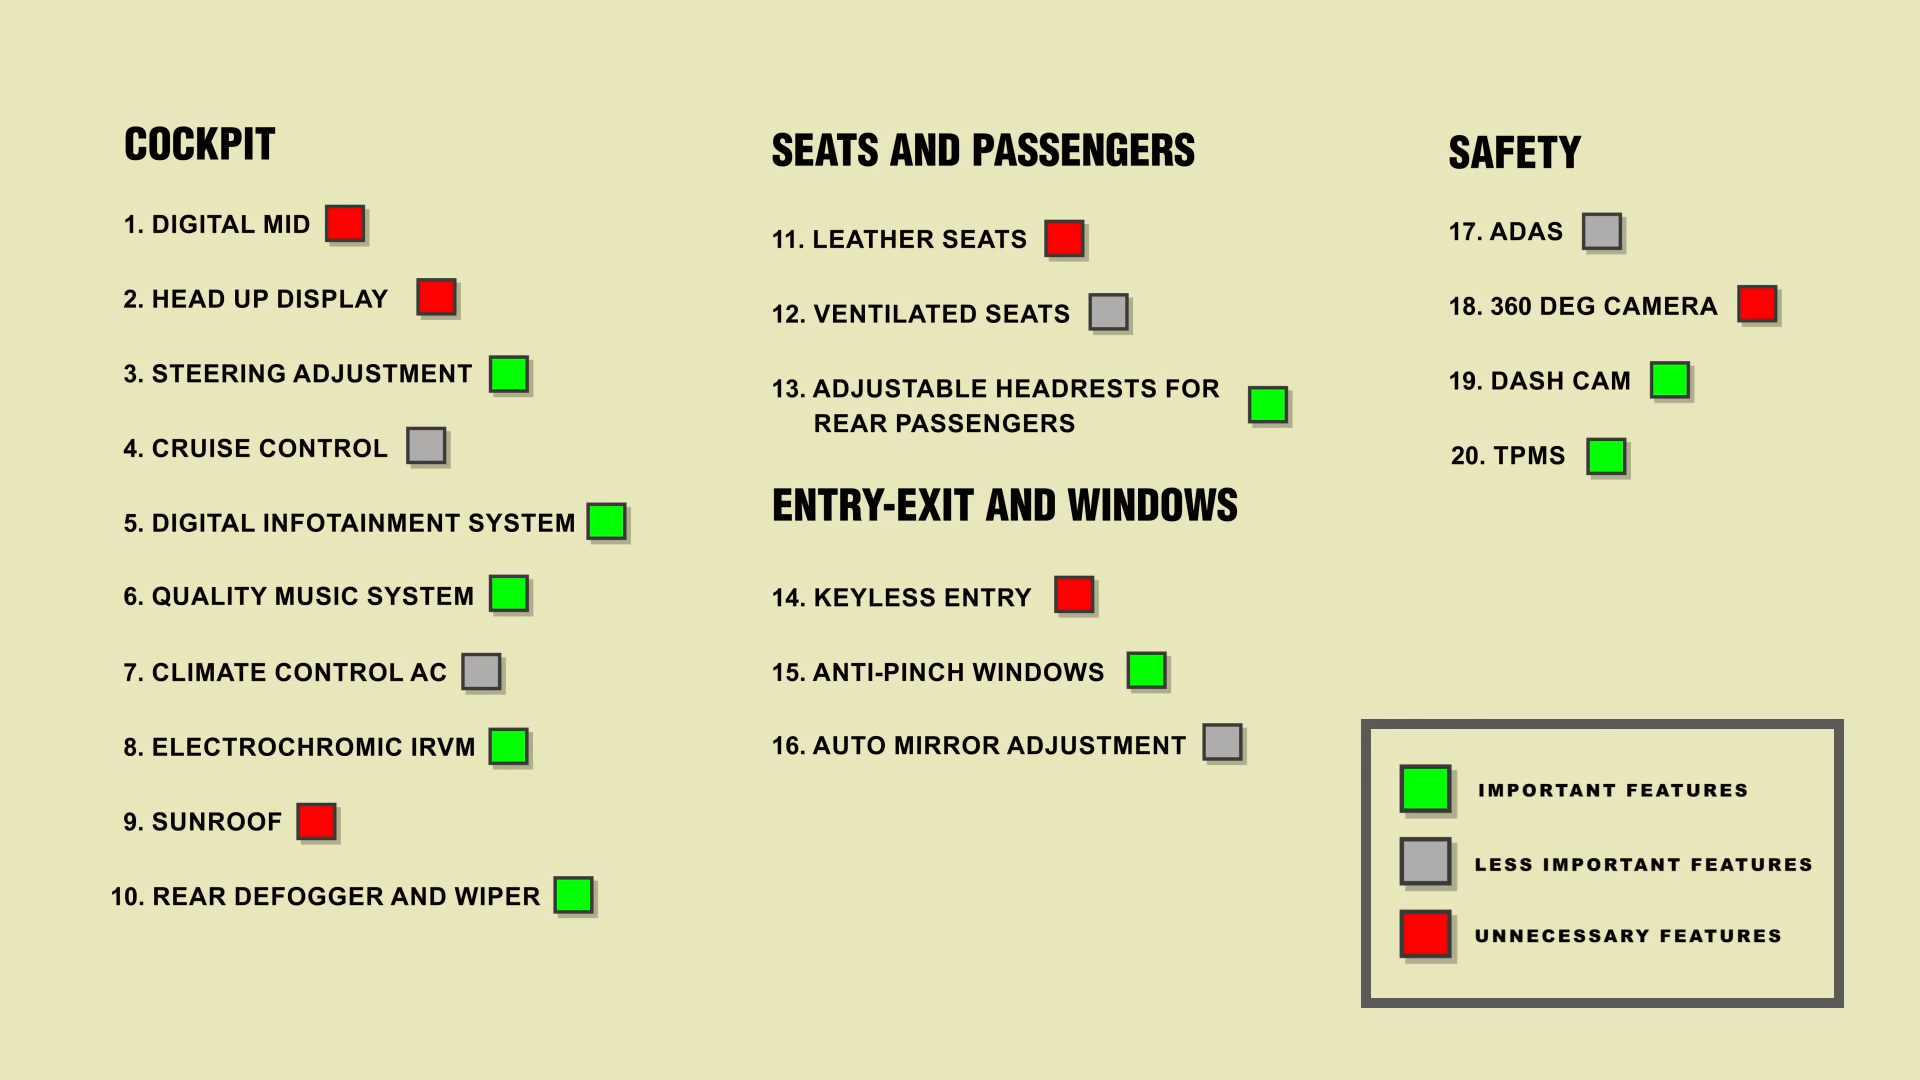 COCKPIT
1. DIGITAL MID
2. HEAD UP DISPLAY
3. STEERING ADJUSTMENT
4. CRUISE CONTROL
5. DIGITAL INFOTAINMENT SYSTEM
6. QUALITY MUSIC SYSTEM
7. CLIMATE CONTROL AC
8. ELECTROCHROMIC IRVM
9. SUNROOF
10. REAR DEFOGGER AND WIPER
SEATS AND PASSENGERS
11. LEATHER SEATS
12. VENTILATED SEATS
13. ADJUSTABLE HEADRESTS FOR
REAR PASSENGERS
ENTRY-EXIT AND WINDOWS
14. KEYLESS ENTRY
15. ANTI-PINCH WINDOWS
16. AUTO MIRROR ADJUSTMENT
SAFETY
17. ADAS
18. 360 DEG CAMERA
19. DASH CAM
20. TPMS
IMPORTANT FEATURES
LESS IMPORTANT FEATURES
UNNECESSARY FEATURES